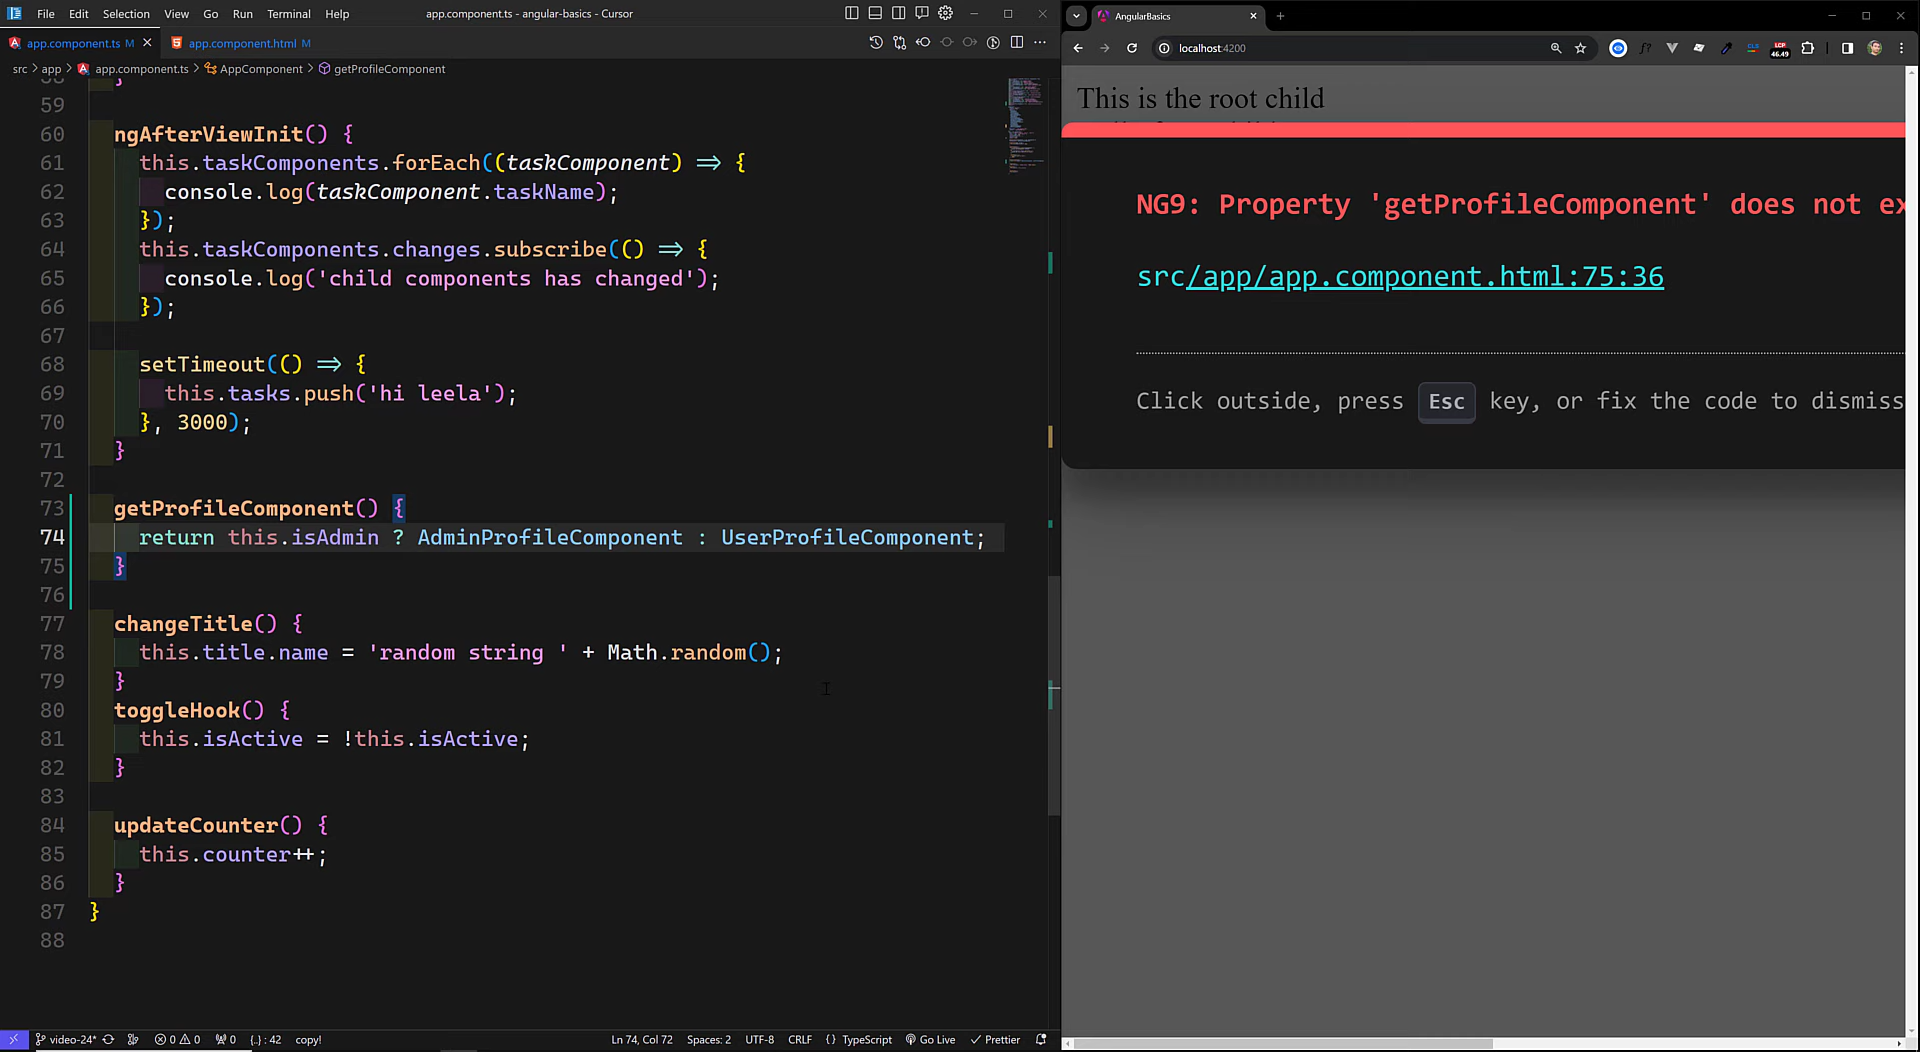 File Edit Selection View Go Run Terminal Help
app.component.ts - angular-basics - Cursor
app.component.ts M
app.component.html M
src > app > app.component.ts > AppComponent > getProfileComponent
58 }
59
60 ngAfterViewInit() {
61 this.taskComponents.forEach((taskComponent) => {
62 console.log(taskComponent.taskName);
63 });
64 this.taskComponents.changes.subscribe(() => {
65 console.log('child components has changed');
66 });
67
68 setTimeout(() => {
69 this.tasks.push('hi leela');
70 }, 3000);
71 }
72
73 getProfileComponent() {
74 return this.isAdmin ? AdminProfileComponent : UserProfileComponent;
75 }
76
77 changeTitle() {
78 this.title.name = 'random string ' + Math.random();
79 }
80 toggleHook() {
81 this.isActive = !this.isActive;
82 }
83
84 updateCounter() {
85 this.counter++;
86 }
87 }
88
video-24* 0 0 0 {..} : 42 copy!
Ln 74, Col 72 Spaces: 2 UTF-8 CRLF {} TypeScript Go Live Prettier
AngularBasics
localhost:4200
LCP
46.49
This is the root child
NG9: Property 'getProfileComponent' does not ex
src/app/app.component.html:75:36
Click outside, press Esc key, or fix the code to dismiss